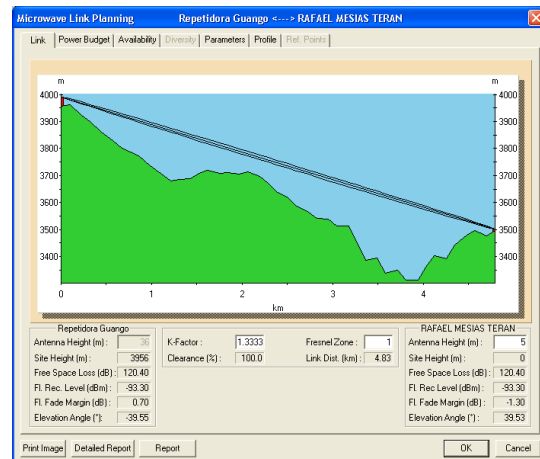 Microwave Link Planning Repetidora Guango <---> RAFAEL MESIAS TERAN
Link Power Budget Availability Diversity Parameters Profile Ref. Points
m m
4000 4000
3900 3900
3800 3800
3700 3700
3600 3600
3500 3500
3400 3400
0 1 2 3 4
km
Repetidora Guango
Antenna Height (m) : 36
Site Height (m) : 3956
Free Space Loss (dB) : 120.40
Fl. Rec. Level (dBm) : -93.30
Fl. Fade Margin (dB) : 0.70
Elevation Angle (°): -39.55
K-Factor : 1.3333 Fresnel Zone : 1
Clearance (%) : 100.0 Link Dist. (km) : 4.83
RAFAEL MESIAS TERAN
Antenna Height (m) : 5
Site Height (m) : 0
Free Space Loss (dB) : 120.40
Fl. Rec. Level (dBm) : -93.30
Fl. Fade Margin (dB) : -1.30
Elevation Angle (°) : 39.53
Print Image Detailed Report Report OK Cancel